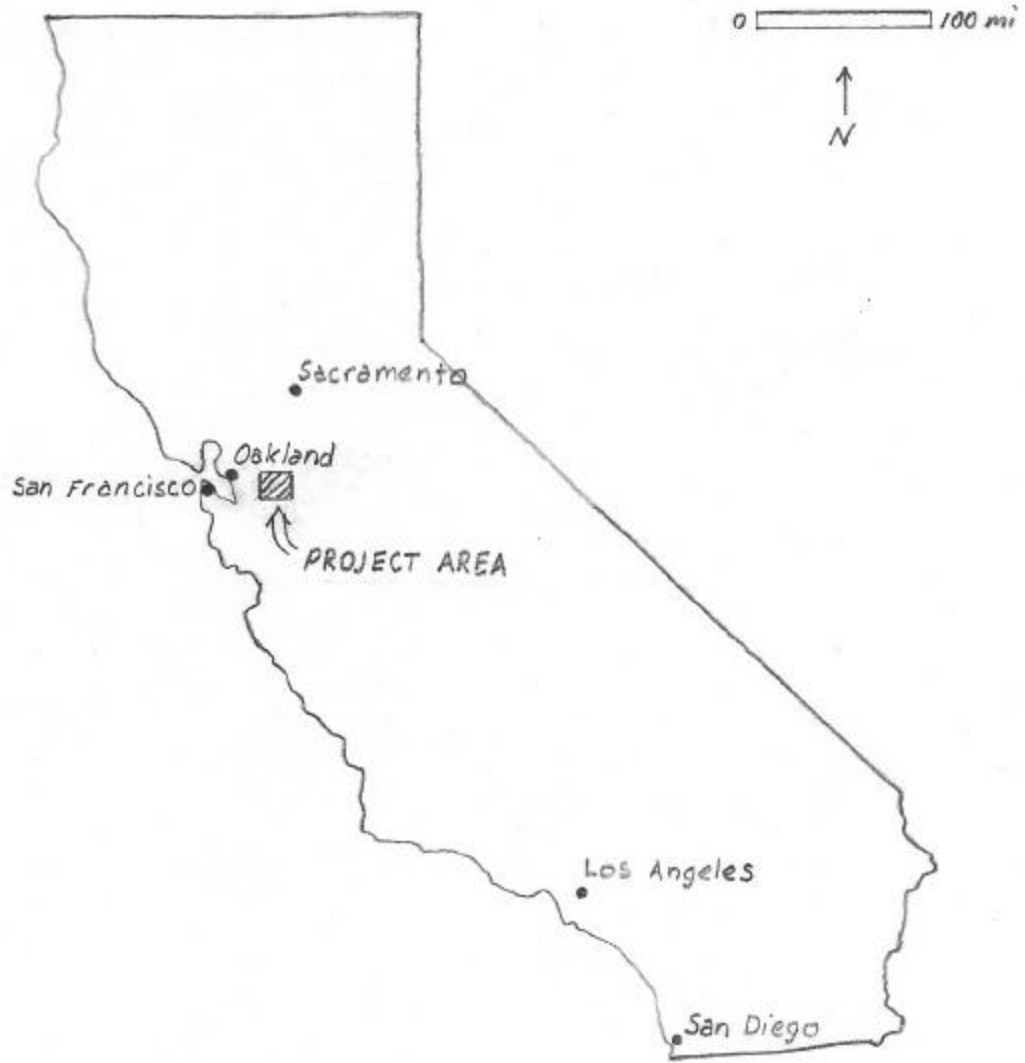 0 100 mi
N
Sacramento
Oakland
San Francisco
PROJECT AREA
Los Angeles
San Diego